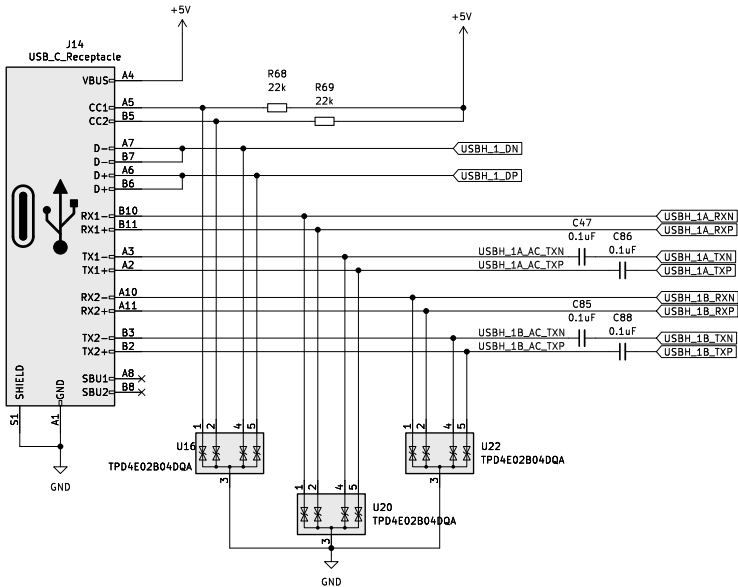 +5V
+5V
J14
USB_C_Receptacle
R68
22k
R69
22k
VBUS A4
CC1 A5
CC2 B5
D- A7
D- B7
D+ A6
D+ B6
USBH_1_DN
USBH_1_DP
RX1- B10
RX1+ B11
TX1- A3
TX1+ A2
RX2- A10
RX2+ A11
TX2- B3
TX2+ B2
SBU1 A8
SBU2 B8
USBH_1A_RXN
C47
USBH_1A_RXP
0.1uF
C86
0.1uF
USBH_1A_AC_TXN
USBH_1A_TXN
USBH_1A_AC_TXP
USBH_1A_TXP
USBH_1B_RXN
C85
USBH_1B_RXP
0.1uF
C88
0.1uF
USBH_1B_AC_TXN
USBH_1B_TXN
USBH_1B_AC_TXP
USBH_1B_TXP
SHIELD
GND
S1
A1
GND
1 2 4 5
U16
TPD4E02B04DQA
3
1 2 4 5
U22
TPD4E02B04DQA
3
1 2 4 5
U20
TPD4E02B04DQA
3
GND